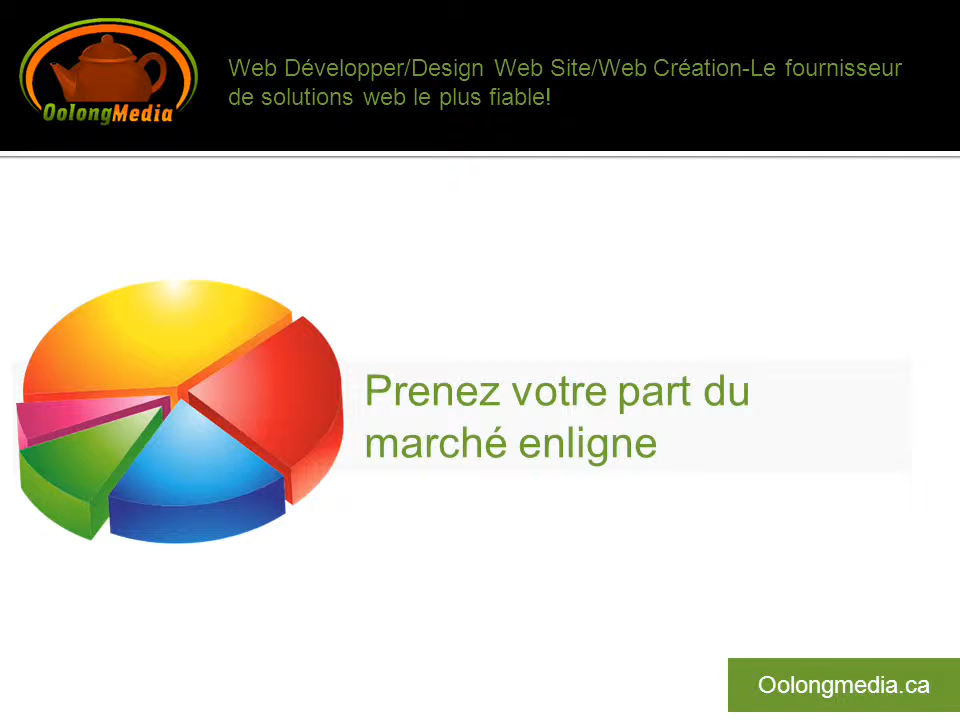 OolongMedia
Web Développer/Design Web Site/Web Création-Le fournisseur
de solutions web le plus fiable!
Prenez votre part du
marché enligne
Oolongmedia.ca